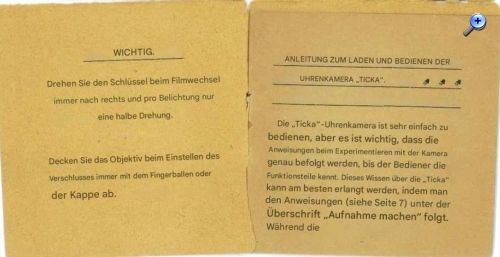 WICHTIG.
Drehen Sie den Schlüssel beim Filmwechsel
immer nach rechts und pro Belichtung nur
eine halbe Drehung.
Decken Sie das Objektiv beim Einstellen des
Verschlusses immer mit dem Fingerballen oder
der Kappe ab.
ANLEITUNG ZUM LADEN UND BEDIENEN DER
UHRENKAMERA „TICKA“.
Die „Ticka“-Uhrenkamera ist sehr einfach zu
bedienen, aber es ist wichtig, dass die
Anweisungen beim Experimentieren mit der Kamera
genau befolgt werden, bis der Bediener die
Funktionsteile kennt. Dieses Wissen über die „Ticka“
kann am besten erlangt werden, indem man
den Anweisungen (siehe Seite 7) unter der
Überschrift „Aufnahme machen“ folgt.
Während die